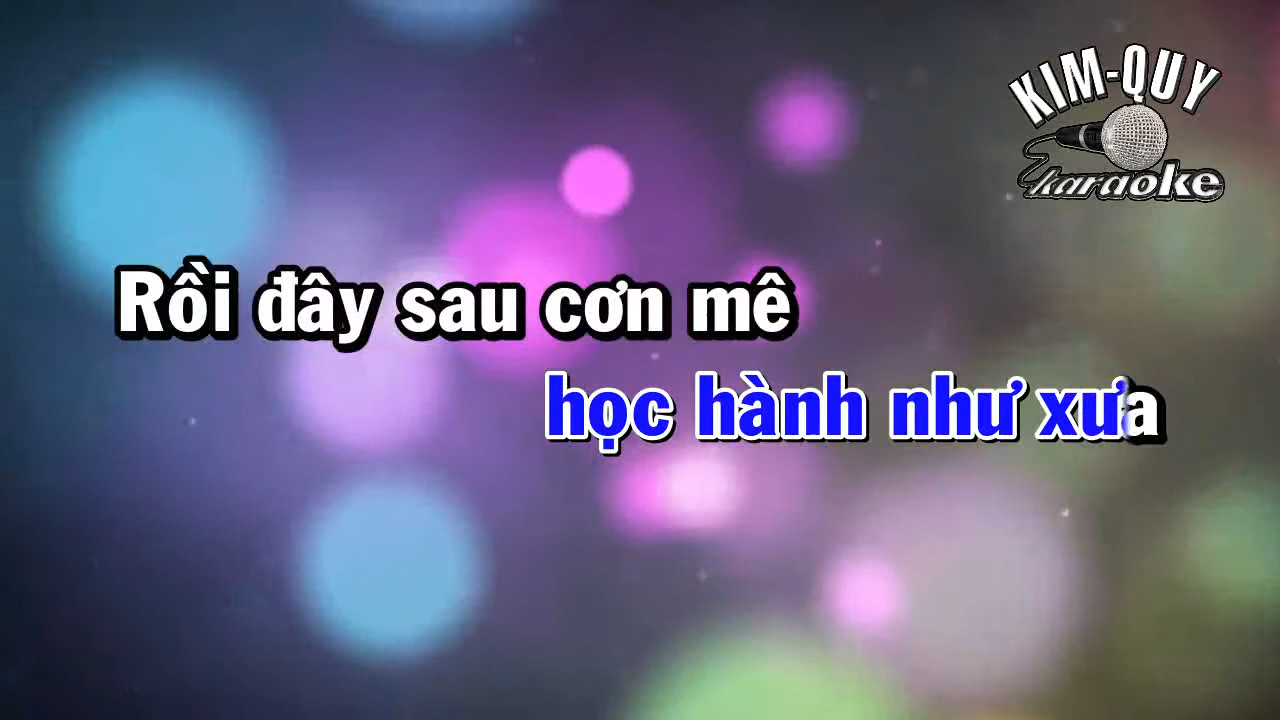 KIM-QUY
karaoke
Rồi đây sau cơn mê
học hành như xưa